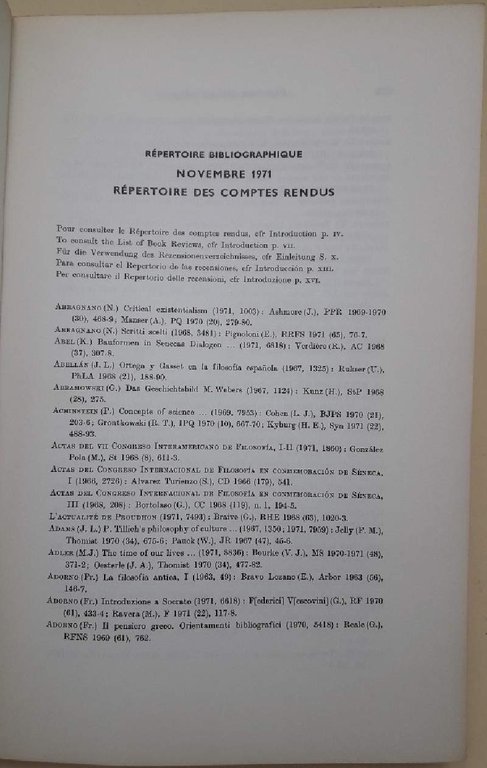 RÉPERTOIRE BIBLIOGRAPHIQUE
NOVEMBRE 1971
RÉPERTOIRE DES COMPTES RENDUS
Pour consulter le Répertoire des comptes rendus, cfr Introduction p. IV.
To consult the List of Book Reviews, cfr Introduction p. VII.
Für die Verwendung des Rezensionenverzeichnisses, cfr Einleitung S. X.
Para consultar el Repertorio de las recensiones, cfr Introducción p. XIII.
Per consultare il Repertorio delle recensioni, cfr Introduzione p. XVI.
ABBAGNANO (N.) Critical existentialism (1971, 1003) : Ashmore (J.), PPR 1969-1970
(30), 468-9; Manser (A.), PQ 1970 (20), 279-80.
ABBAGNANO (N.) Scritti scelti (1968, 3481) : Pignoloni (E.), RRFS 1971 (65), 76-7.
ABEL (K.) Bauformen in Senecas Dialogen ... (1971, 6818) : Verdière (R.), AC 1968
(37), 307-8.
ABELLÁN (J. L.) Ortega y Gasset en la filosofía española (1967, 1325) : Rukser (U.),
PhLA 1968 (21), 188-90.
ABRAMOWSKI (G.) Das Geschichtsbild M. Webers (1967, 1124) : Kunz (H.), StP 1968
(28), 275.
ACHINSTEIN (P.) Concepts of science ... (1969, 7953) : Cohen (L. J.), BJPS 1970 (21),
203-6 ; Grontkowski (R. T.), IPQ 1970 (10), 667-70; Kyburg (H. E.), Syn 1971 (22),
488-93.
ACTAS DEL VII CONGRESO INTERAMERICANO DE FILOSOFÍA, I-II (1971, 1860) : González
Pola (M.), St 1968 (8), 611-3.
ACTAS DEL CONGRESO INTERNACIONAL DE FILOSOFÍA EN CONMEMORACIÓN DE SÉNECA,
I (1966, 2726) : Alvarez Turienzo (S.), CD 1966 (179), 541.
ACTAS DEL CONGRESO INTERNACIONAL DE FILOSOFÍA EN CONMEMORACIÓN DE SÉNECA,
III (1968, 208) : Bortolaso (G.), CC 1968 (119), n. 1, 194-5.
L'ACTUALITÉ DE PROUDHON (1971, 7493) : Braive (G.), RHE 1968 (63), 1020-3.
ADAMS (J. L.) P. Tillich's philosophy of culture ... (1967, 1350 ; 1971, 7959) : Jelly (F. M.),
Thomist 1970 (34), 675-6 ; Pauck (W.), JR 1967 (47), 45-6.
ADLER (M.J.) The time of our lives ... (1971, 8836) : Bourke (V. J.), MS 1970-1971 (48),
371-2 ; Oesterle (J. A.), Thomist 1970 (34), 477-82.
ADORNO (Fr.) La filosofia antica, I (1963, 49) : Bravo Lozano (E.), Arbor 1963 (56),
146-7.
ADORNO (Fr.) Introduzione a Socrate (1971, 6618) : F[ederici] V[escovini] (G.), RF 1970
(61), 433-4 ; Ravera (M.), F 1971 (22), 117-8.
ADORNO (Fr.) Il pensiero greco. Orientamenti bibliografici (1970, 5418) : Reale (G.),
RFNS 1969 (61), 762.